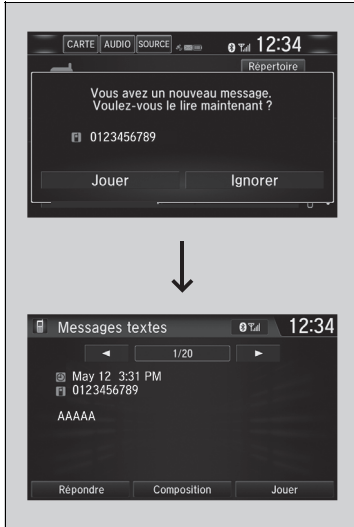 CARTE AUDIO SOURCE 12:34
Répertoire
Vous avez un nouveau message.
Voulez-vous le lire maintenant ?
0123456789
Jouer Ignorer
Messages textes 12:34
1/20
May 12 3:31 PM
0123456789
AAAAA
Répondre Composition Jouer